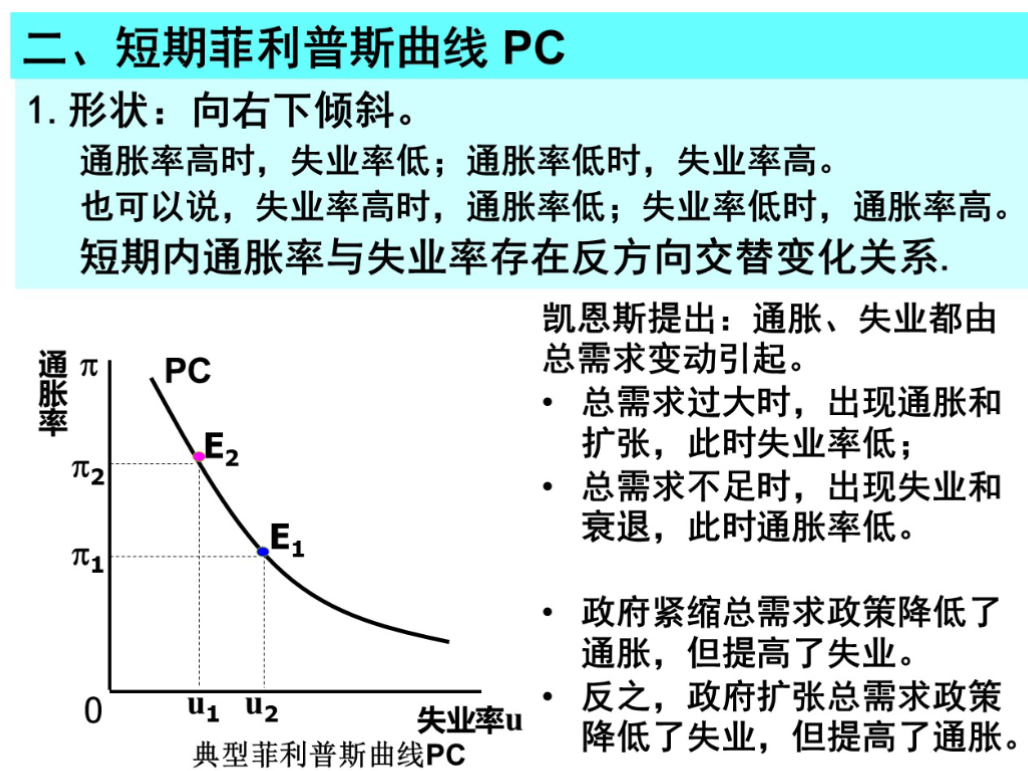 二、短期菲利普斯曲线 PC
1. 形状：向右下倾斜。
通胀率高时，失业率低；通胀率低时，失业率高。
也可以说，失业率高时，通胀率低；失业率低时，通胀率高。
短期内通胀率与失业率存在反方向交替变化关系.
凯恩斯提出：通胀、失业都由
总需求变动引起。
• 总需求过大时，出现通胀和
扩张，此时失业率低；
• 总需求不足时，出现失业和
衰退，此时通胀率低。
• 政府紧缩总需求政策降低了
通胀，但提高了失业。
• 反之，政府扩张总需求政策
降低了失业，但提高了通胀。
通胀率 π
PC
E₂
π₂
E₁
π₁
0
u₁ u₂
失业率u
典型菲利普斯曲线PC